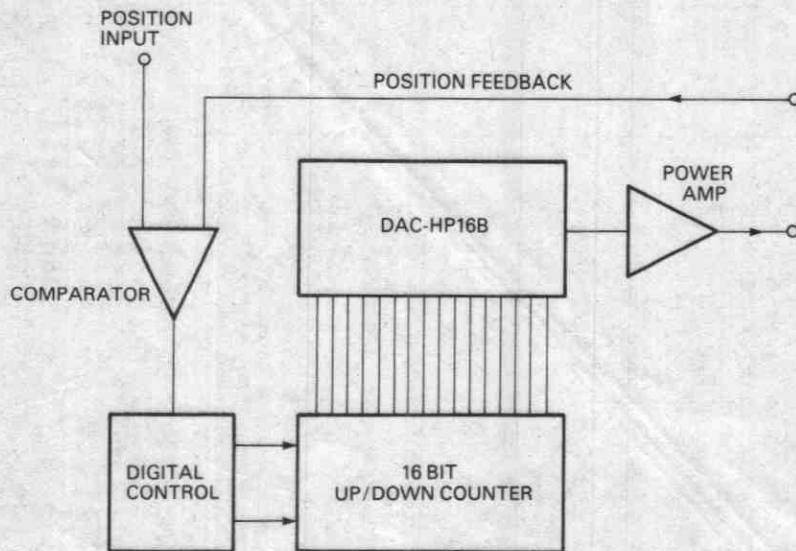 POSITION
INPUT
POSITION FEEDBACK
POWER
AMP
DAC-HP16B
COMPARATOR
DIGITAL
CONTROL
16 BIT
UP/DOWN COUNTER